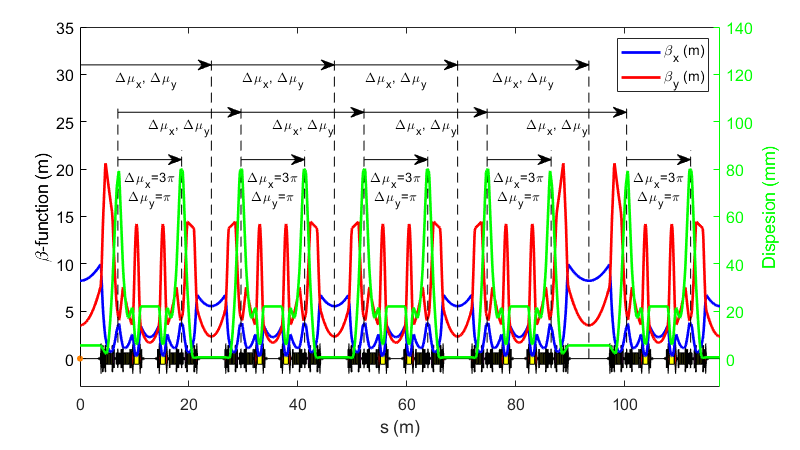 35
30
25
20
15
10
5
0
β-function (m)
140
120
100
80
60
40
20
0
Dispesion (mm)
βx (m)
βy (m)
Δμx, Δμy Δμx, Δμy Δμx, Δμy Δμx, Δμy
Δμx, Δμy Δμx, Δμy Δμx, Δμy Δμx, Δμy
Δμx=3π Δμx=3π Δμx=3π Δμx=3π Δμx=3π
Δμy=π Δμy=π Δμy=π Δμy=π Δμy=π
0 20 40 60 80 100
s (m)